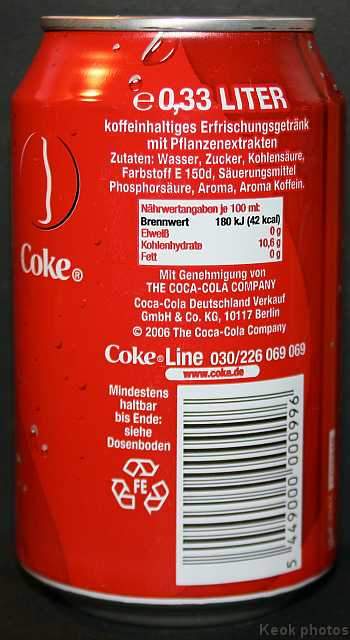 ℮ 0,33 LITER
koffeinhaltiges Erfrischungsgetränk
mit Pflanzenextrakten
Zutaten: Wasser, Zucker, Kohlensäure,
Farbstoff E 150d, Säuerungsmittel
Phosphorsäure, Aroma, Aroma Koffein.
Nährwertangaben je 100 ml:
Brennwert 180 kJ (42 kcal)
Eiweiß 0 g
Kohlenhydrate 10,6 g
Fett 0 g
Coke®
Mit Genehmigung von
THE COCA-COLA COMPANY
Coca-Cola Deutschland Verkauf
GmbH & Co. KG, 10117 Berlin
© 2006 The Coca-Cola Company
Coke® Line 030/226 069 069
www.coke.de
Mindestens
haltbar
bis Ende:
siehe
Dosenboden
FE
5 449000 000996
Keok photos